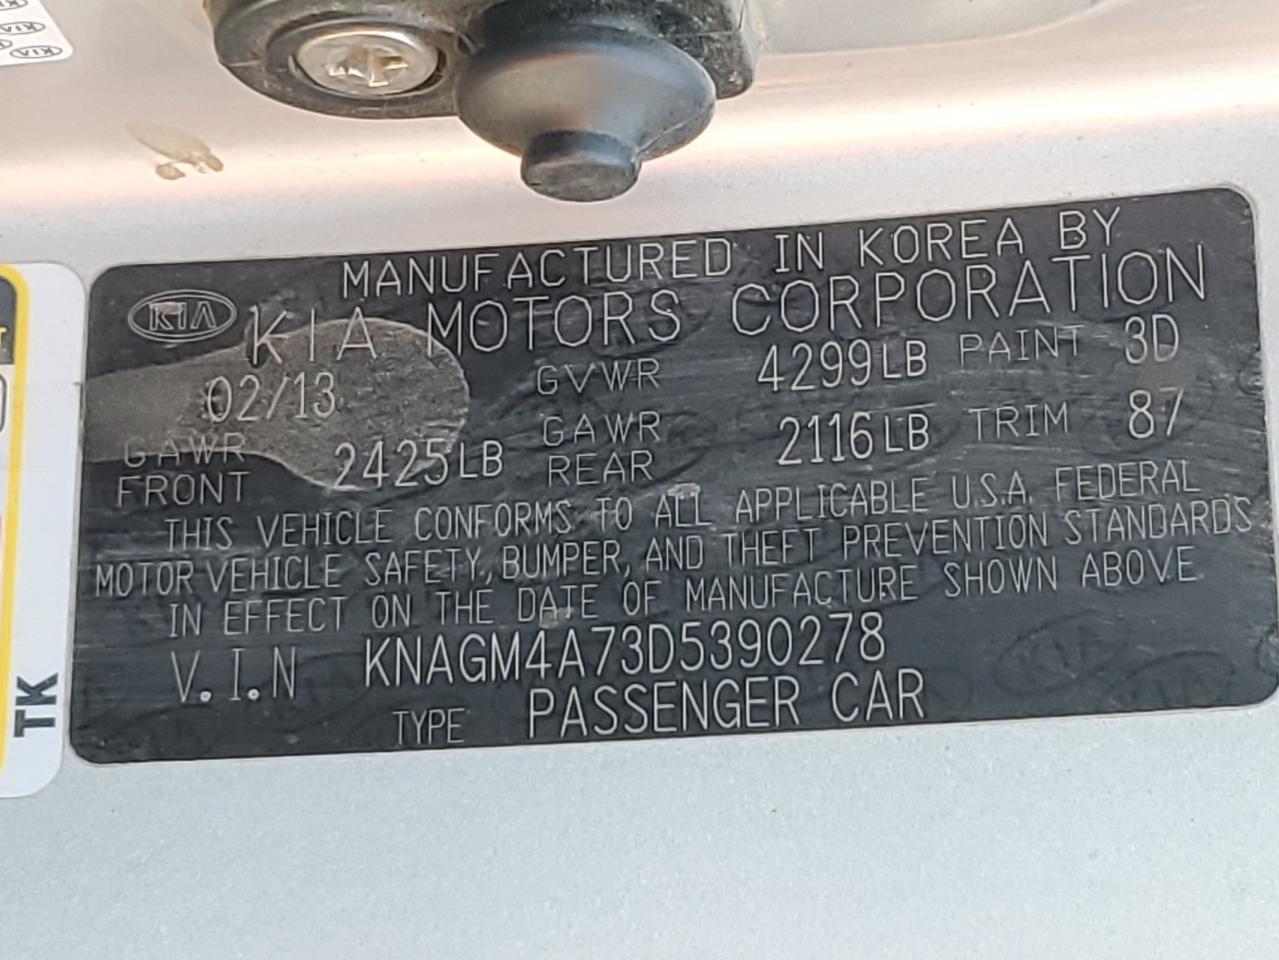 MANUFACTURED IN KOREA BY
KIA
KIA MOTORS CORPORATION
02/13 GVWR 4299LB PAINT 3D
GAWR FRONT 2425LB GAWR REAR 2116LB TRIM 87
THIS VEHICLE CONFORMS TO ALL APPLICABLE U.S.A. FEDERAL
MOTOR VEHICLE SAFETY, BUMPER, AND THEFT PREVENTION STANDARDS
IN EFFECT ON THE DATE OF MANUFACTURE SHOWN ABOVE
V.I.N KNAGM4A73D5390278
TYPE PASSENGER CAR
TK